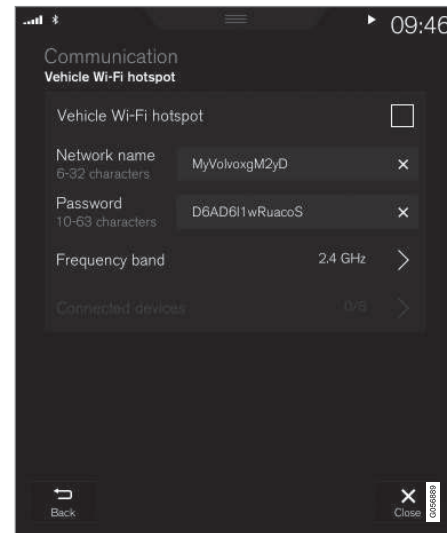 09:46
Communication
Vehicle Wi-Fi hotspot
Vehicle Wi-Fi hotspot
Network name
6-32 characters
MyVolvoxgM2yD
Password
10-63 characters
D6AD6l1wRuacoS
Frequency band
2.4 GHz
Connected devices
0/8
Back
Close
G056889